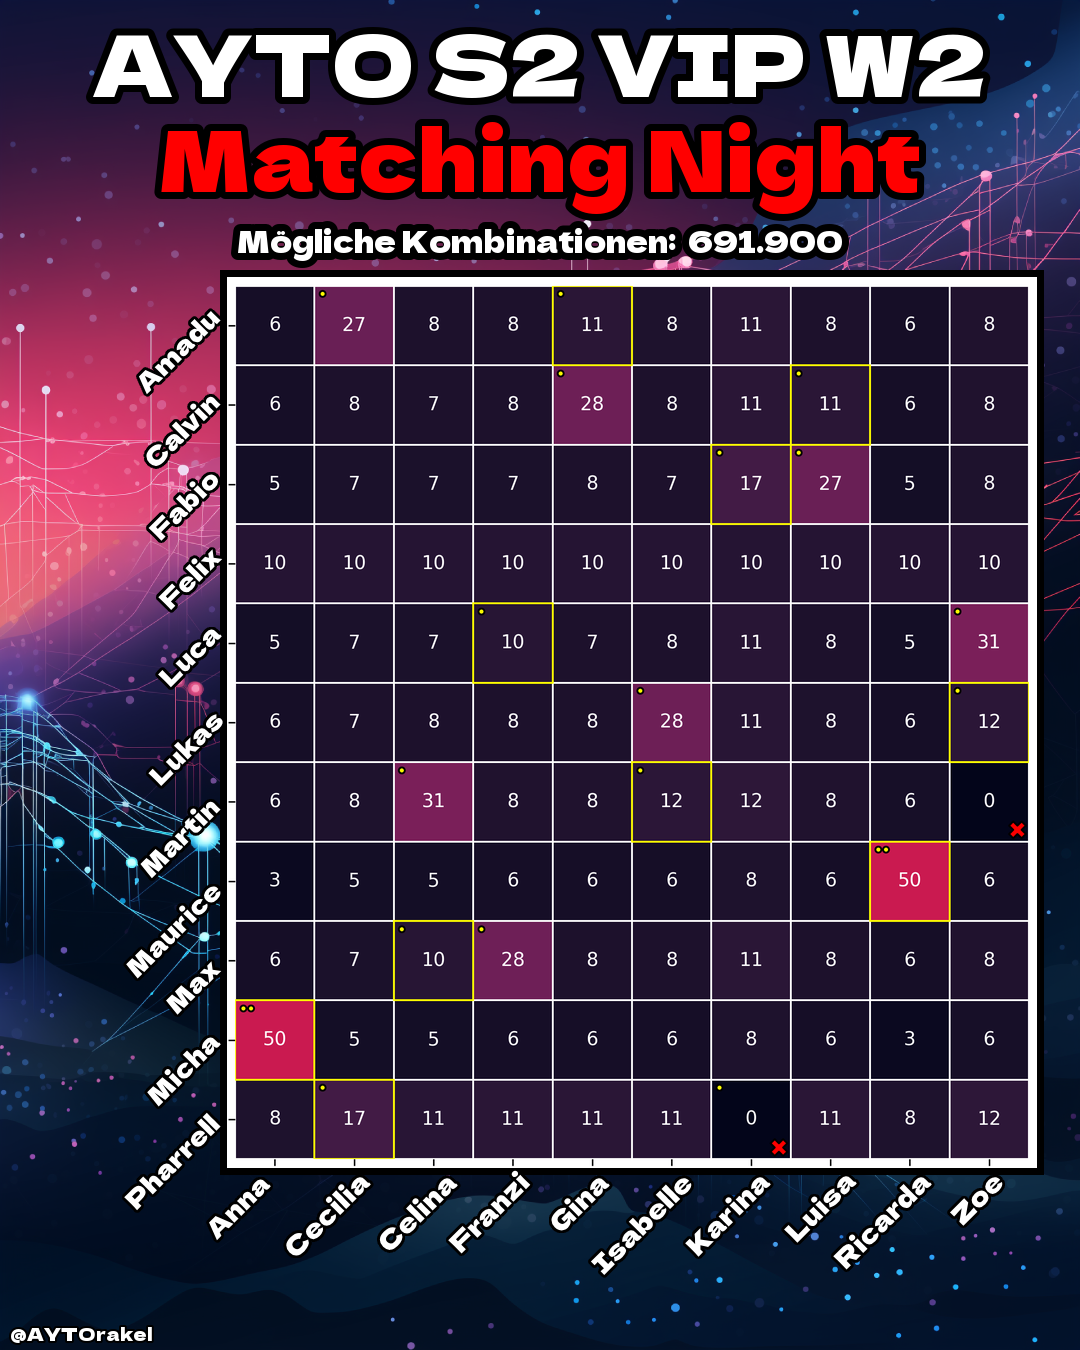 AYTO S2 VIP W2
Matching Night
Mögliche Kombinationen: 691.900
Amadu 6 27 8 8 11 8 11 8 6 8
Calvin 6 8 7 8 28 8 11 11 6 8
Fabio 5 7 7 7 8 7 17 27 5 8
Felix 10 10 10 10 10 10 10 10 10 10
Luca 5 7 7 10 7 8 11 8 5 31
Lukas 6 7 8 8 8 28 11 8 6 12
Martin 6 8 31 8 8 12 12 8 6 0
Maurice 3 5 5 6 6 6 8 6 50 6
Max 6 7 10 28 8 8 11 8 6 8
Micha 50 5 5 6 6 6 8 6 3 6
Pharrell 8 17 11 11 11 11 0 11 8 12
Anna Cecilia Celina Franzi Gina Isabelle Karina Luisa Ricarda Zoe
@AYTOrakel